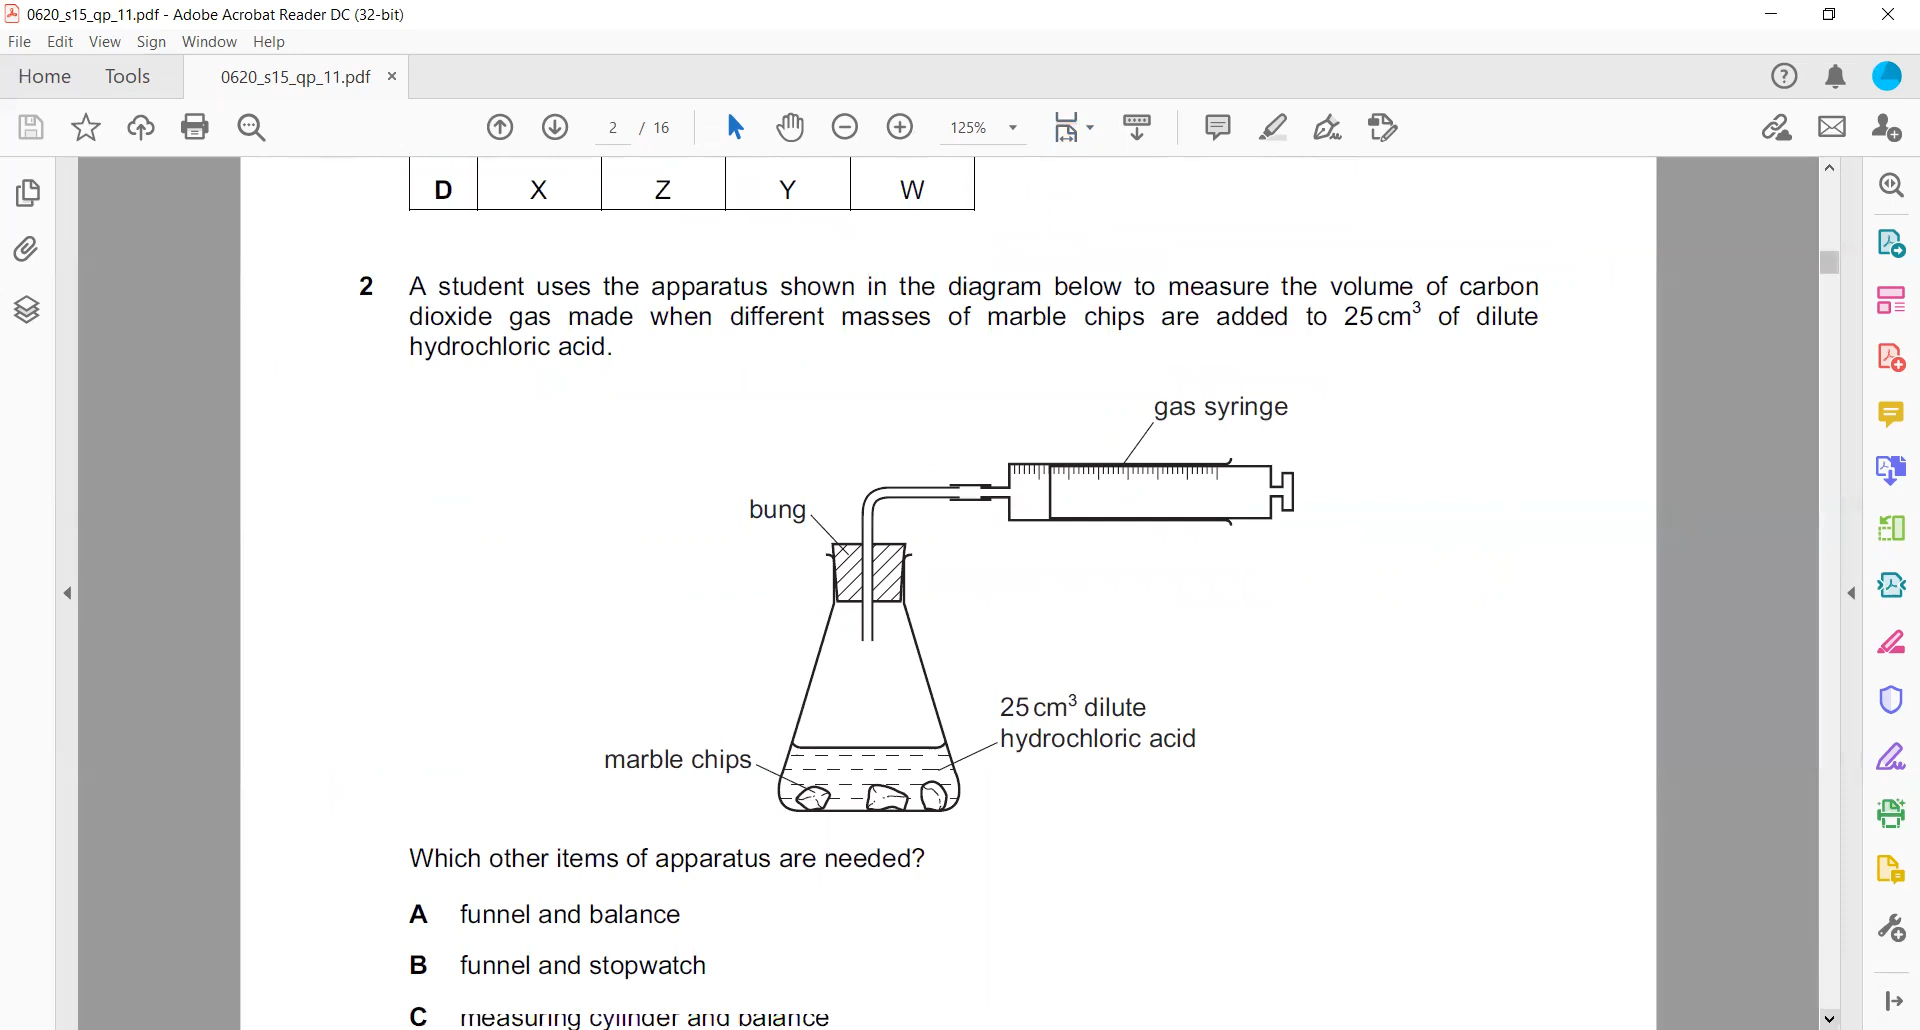 0620_s15_qp_11.pdf - Adobe Acrobat Reader DC (32-bit)
File Edit View Sign Window Help
Home Tools 0620_s15_qp_11.pdf ×
2 / 16 125%
D X Z Y W
2 A student uses the apparatus shown in the diagram below to measure the volume of carbon
dioxide gas made when different masses of marble chips are added to 25 cm³ of dilute
hydrochloric acid.
gas syringe
bung
25 cm³ dilute
hydrochloric acid
marble chips
Which other items of apparatus are needed?
A funnel and balance
B funnel and stopwatch
C measuring cylinder and balance